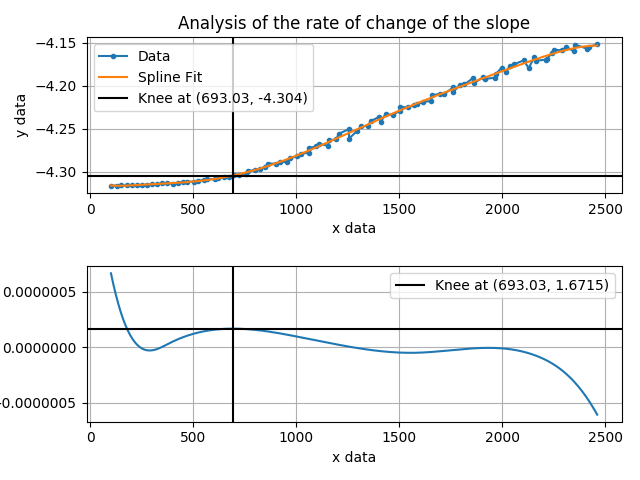 Analysis of the rate of change of the slope
−4.15
−4.20
−4.25
−4.30
y data
Data
Spline Fit
Knee at (693.03, -4.304)
0 500 1000 1500 2000 2500
x data
0.0000005
0.0000000
0.0000005
Knee at (693.03, 1.6715)
0 500 1000 1500 2000 2500
x data